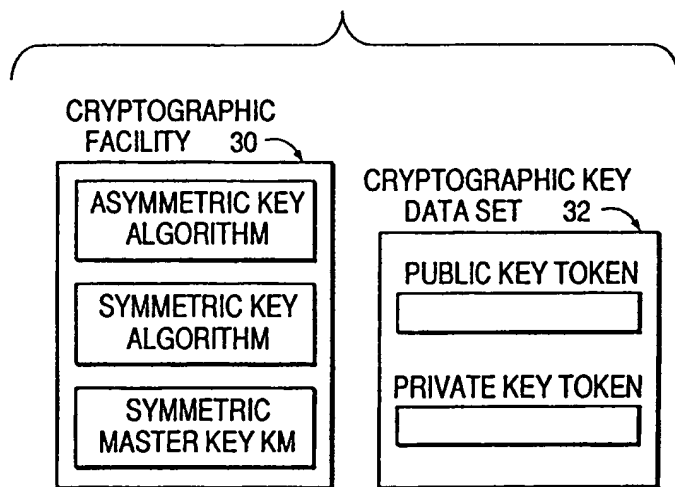 CRYPTOGRAPHIC
FACILITY 30
ASYMMETRIC KEY
ALGORITHM
SYMMETRIC KEY
ALGORITHM
SYMMETRIC
MASTER KEY KM
CRYPTOGRAPHIC KEY
DATA SET 32
PUBLIC KEY TOKEN
PRIVATE KEY TOKEN